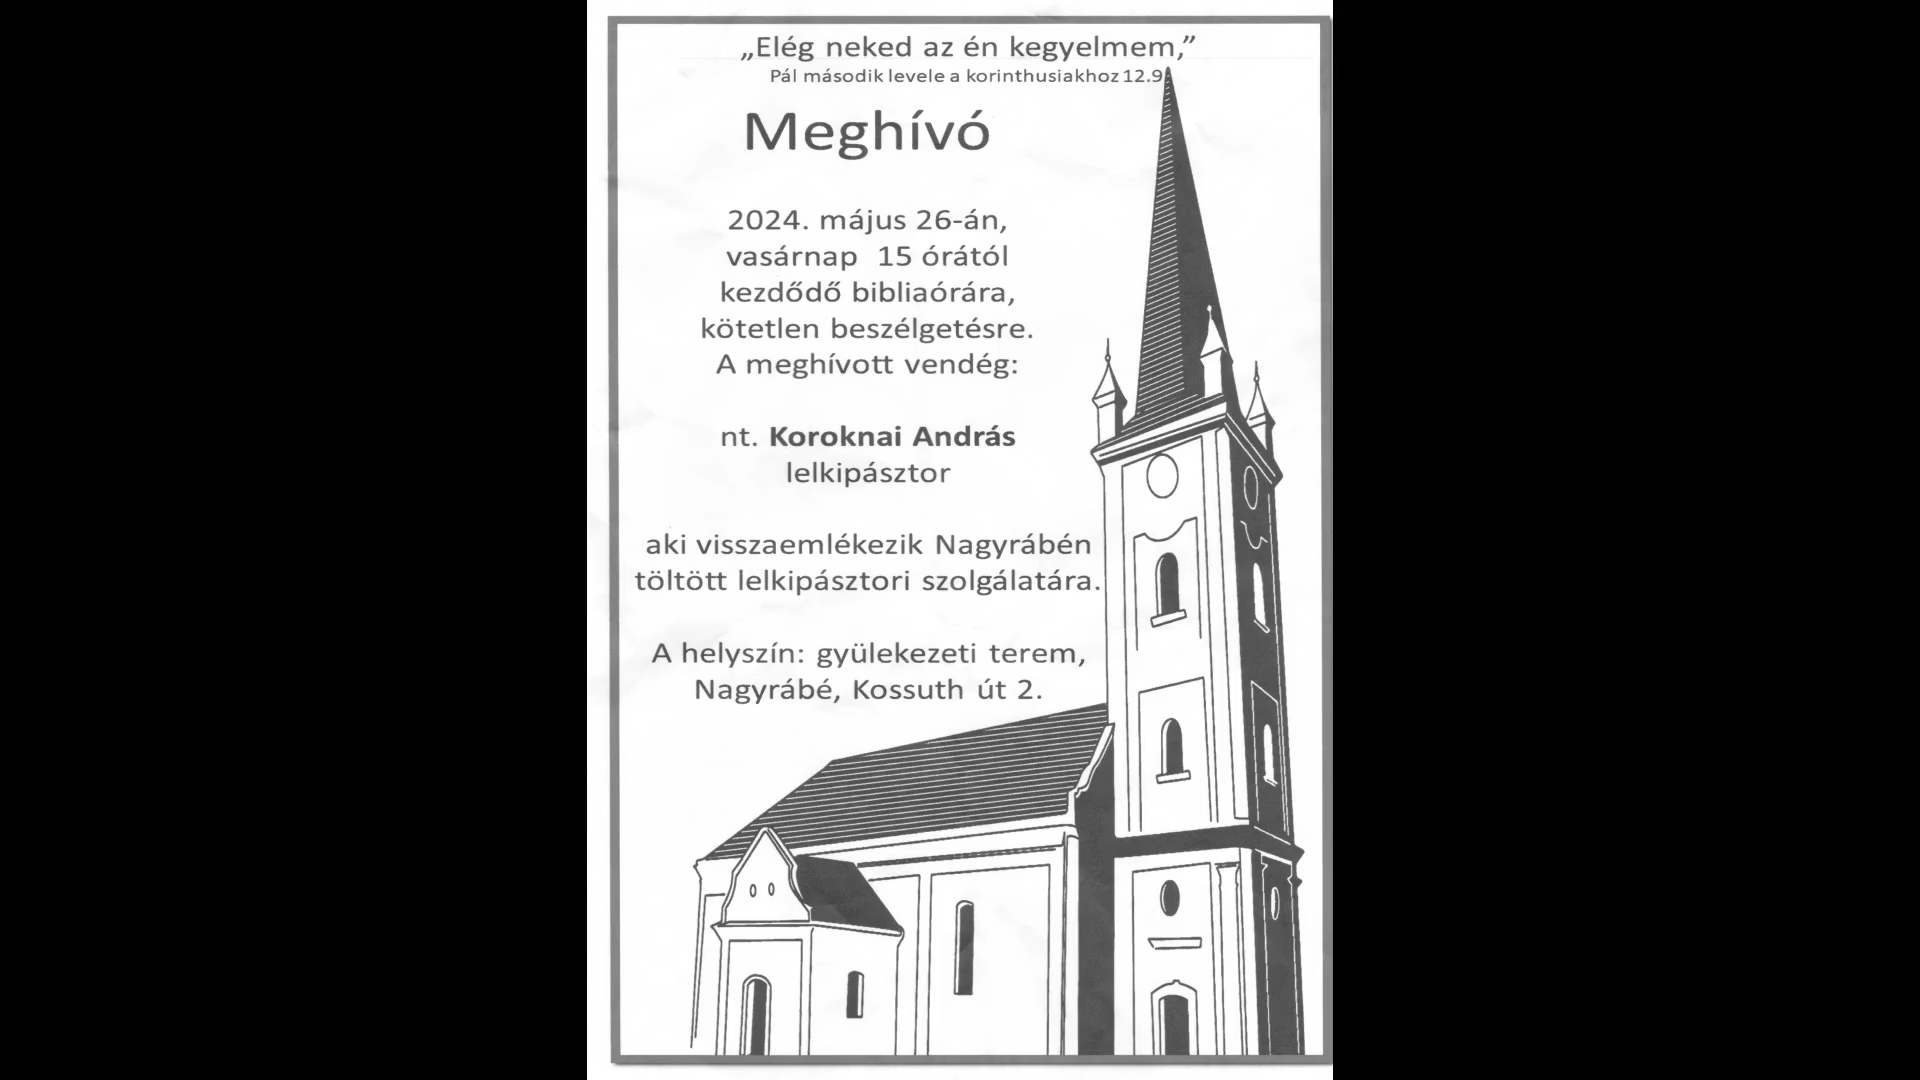 „Elég neked az én kegyelmem,”
Pál második levele a korinthusiakhoz 12.9
Meghívó
2024. május 26-án,
vasárnap 15 órától
kezdődő bibliaórára,
kötetlen beszélgetésre.
A meghívott vendég:
nt. Koroknai András
lelkipásztor
aki visszaemlékezik Nagyrábén
töltött lelkipásztori szolgálatára.
A helyszín: gyülekezeti terem,
Nagyrábé, Kossuth út 2.